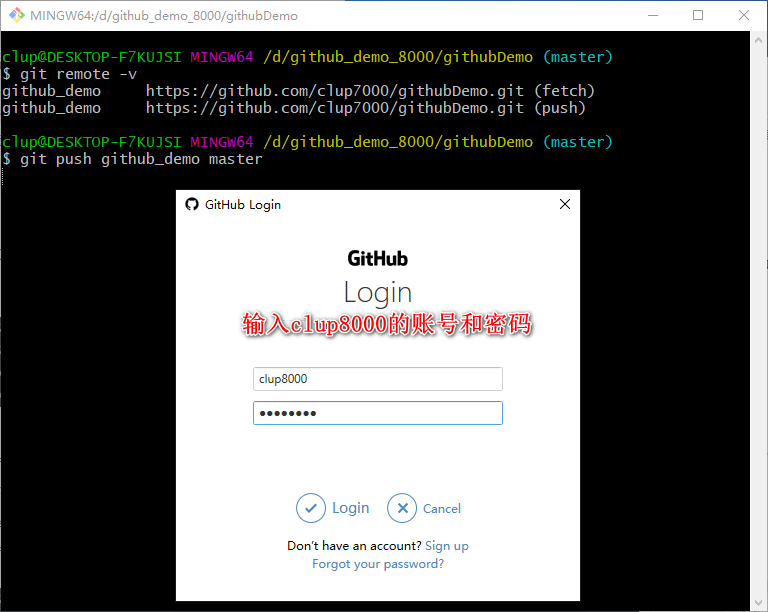 MINGW64:/d/github_demo_8000/githubDemo
clup@DESKTOP-F7KUJSI MINGW64 /d/github_demo_8000/githubDemo (master)
$ git remote -v
github_demo     https://github.com/clup7000/githubDemo.git (fetch)
github_demo     https://github.com/clup7000/githubDemo.git (push)
clup@DESKTOP-F7KUJSI MINGW64 /d/github_demo_8000/githubDemo (master)
$ git push github_demo master
GitHub Login
GitHub
Login
输入clup8000的账号和密码
clup8000
●●●●●●●●
Login Cancel
Don't have an account? Sign up
Forgot your password?